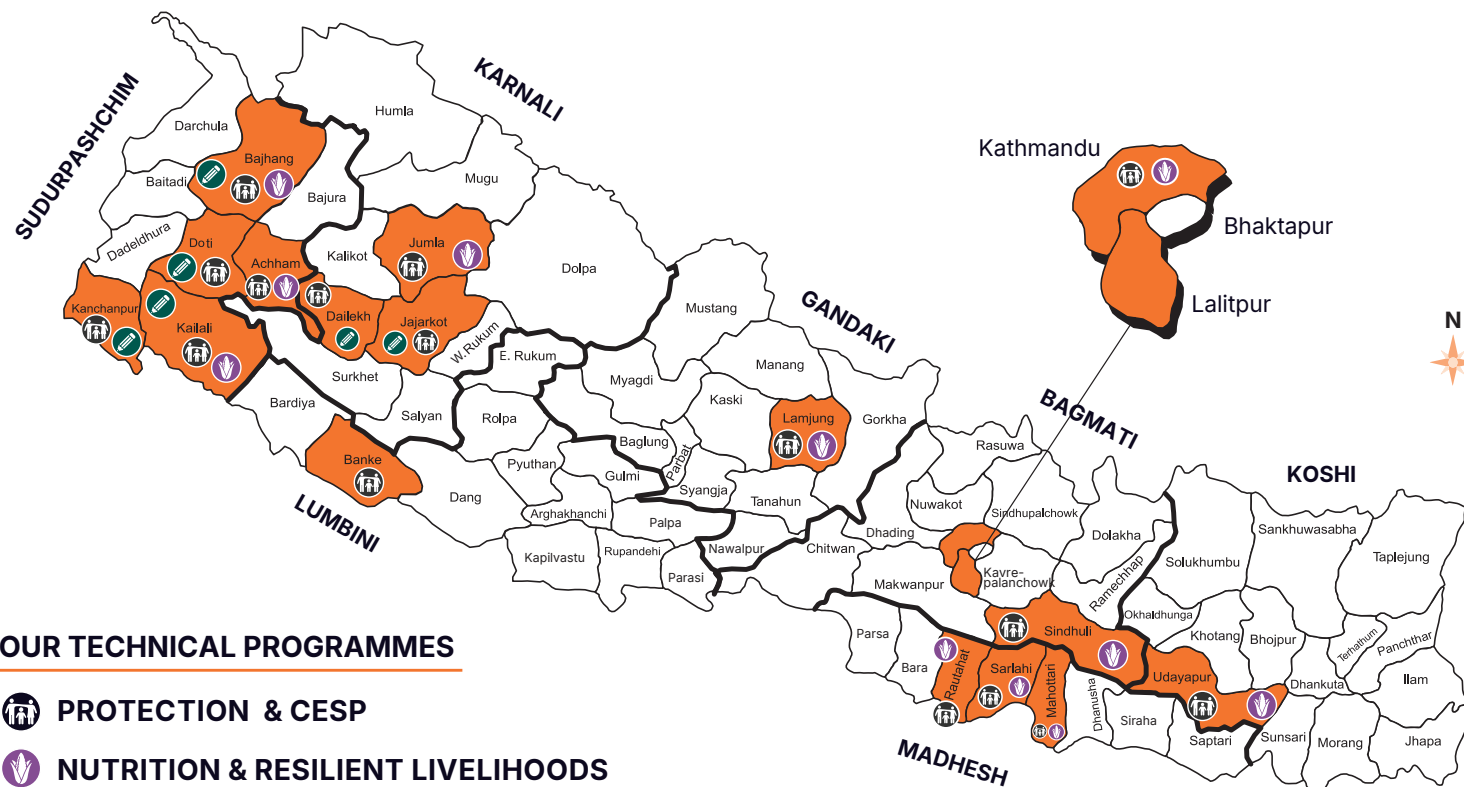 SUDURPASHCHIM
KARNALI
Humla
Darchula
Bajhang
Baitadi
Bajura
Mugu
Dadeldhura
Doti
Achham
Kalikot
Jumla
Dolpa
Kanchanpur
Kailali
Dailekh
Jajarkot
W. Rukum
E. Rukum
Surkhet
Bardiya
Salyan
Rolpa
Banke
Dang
Pyuthan
LUMBINI
Mustang
GANDAKI
Manang
Myagdi
Kaski
Lamjung
Gorkha
Baglung
Parbat
Gulmi
Syangja
Tanahun
Arghakhanchi
Palpa
Nawalpur
Kapilvastu
Rupandehi
Parasi
Chitwan
Kathmandu
Bhaktapur
Lalitpur
N
BAGMATI
Rasuwa
Nuwakot
Sindhupalchowk
Dhading
Dolakha
Kavre-
palanchowk
Makwanpur
Ramechhap
Sindhuli
KOSHI
Sankhuwasabha
Taplejung
Solukhumbu
Okhaldhunga
Khotang
Bhojpur
Terhathum
Panchthar
Udayapur
Dhankuta
Ilam
Parsa
Bara
Rautahat
Sarlahi
Mahottari
Dhanusha
Siraha
Saptari
Sunsari
Morang
Jhapa
MADHESH
OUR TECHNICAL PROGRAMMES
PROTECTION & CESP
NUTRITION & RESILIENT LIVELIHOODS